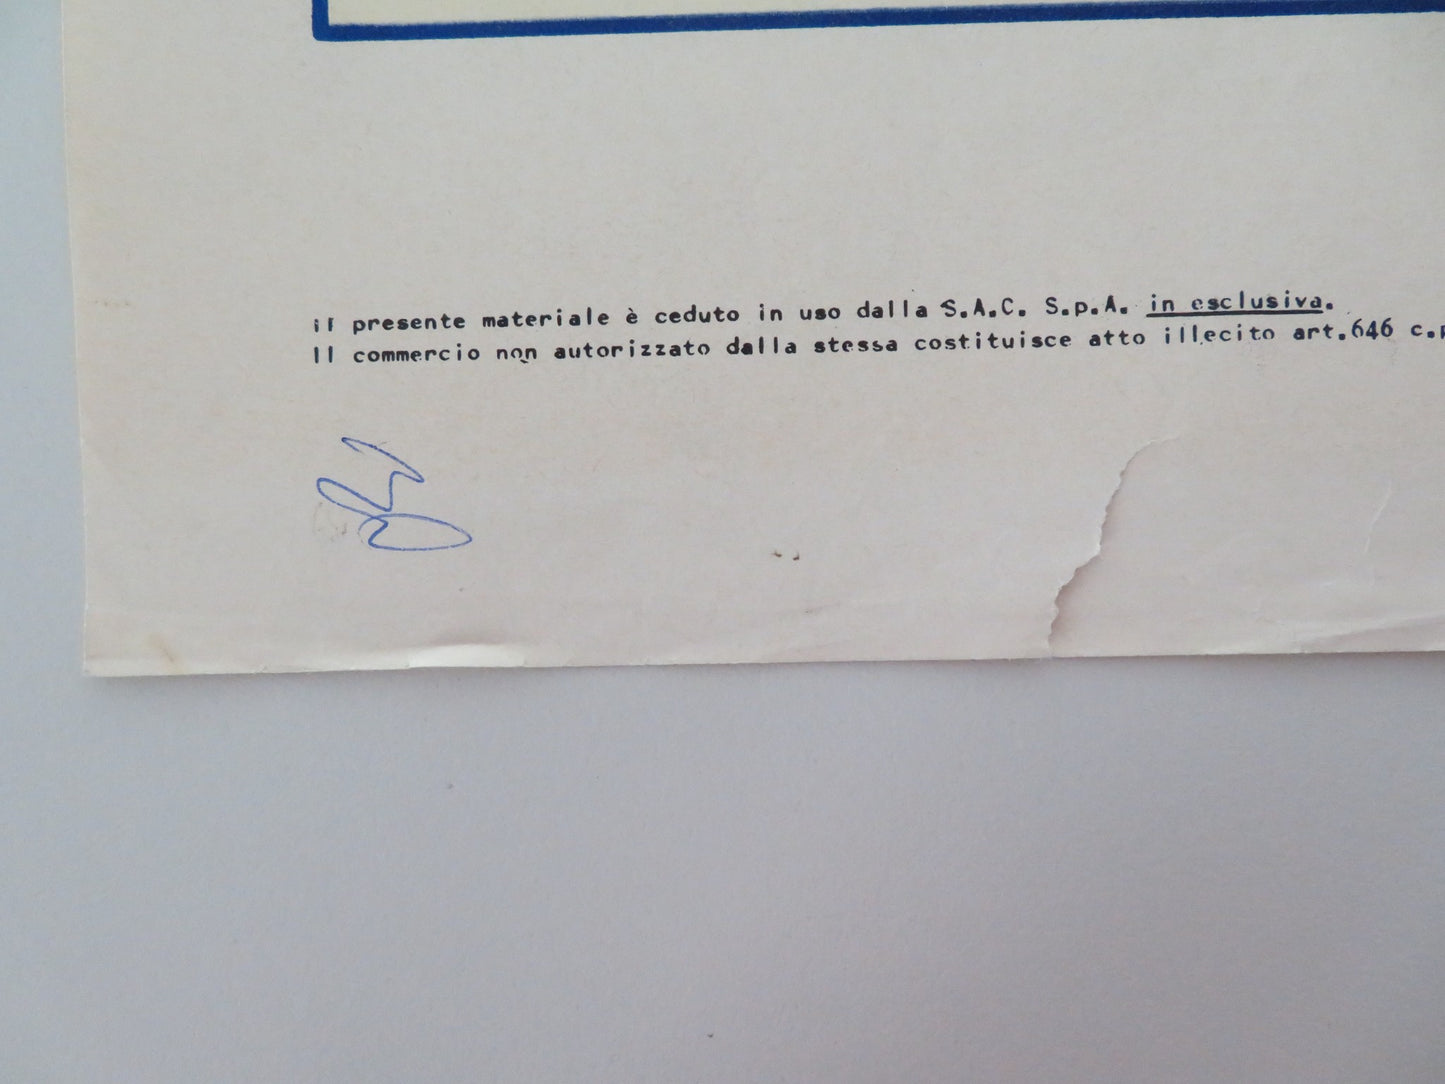 Il presente materiale è ceduto in uso dalla S.A.C. S.p.A. in esclusiva.
Il commercio non autorizzato dalla stessa costituisce atto illecito art.646 c.p